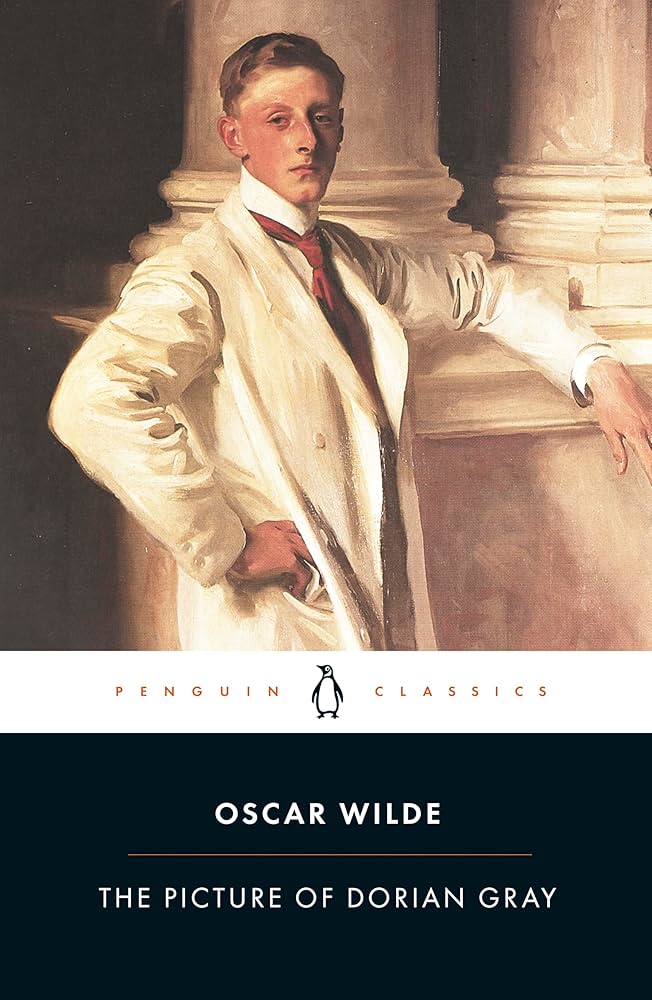 PENGUIN CLASSICS
OSCAR WILDE
THE PICTURE OF DORIAN GRAY